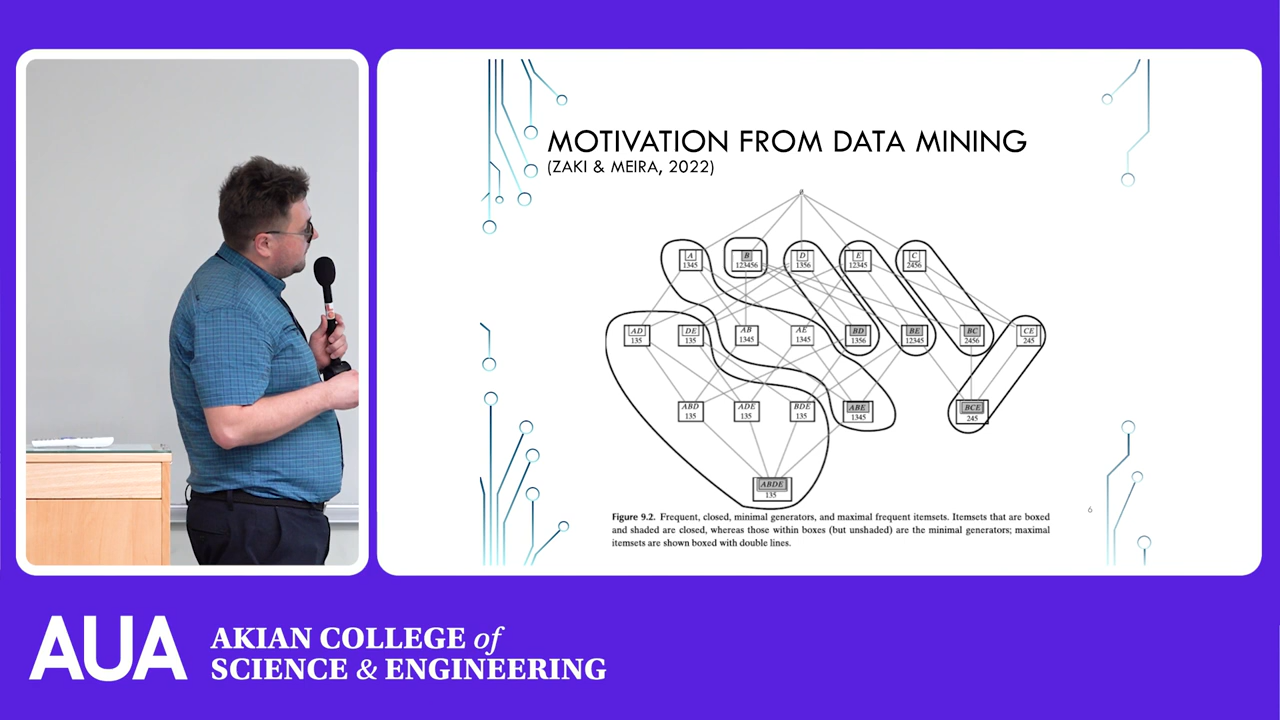 MOTIVATION FROM DATA MINING
(ZAKI & MEIRA, 2022)
∅
A B D E C
1345 123456 1356 12345 2456
AD DE AB AE BD BE BC CE
135 135 1345 1345 1356 12345 2456 245
ABD ADE BDE ABE BCE
135 135 135 1345 245
ABDE
135
6
Figure 9.2. Frequent, closed, minimal generators, and maximal frequent itemsets. Itemsets that are boxed
and shaded are closed, whereas those within boxes (but unshaded) are the minimal generators; maximal
itemsets are shown boxed with double lines.
AUA
AKIAN COLLEGE of
SCIENCE & ENGINEERING